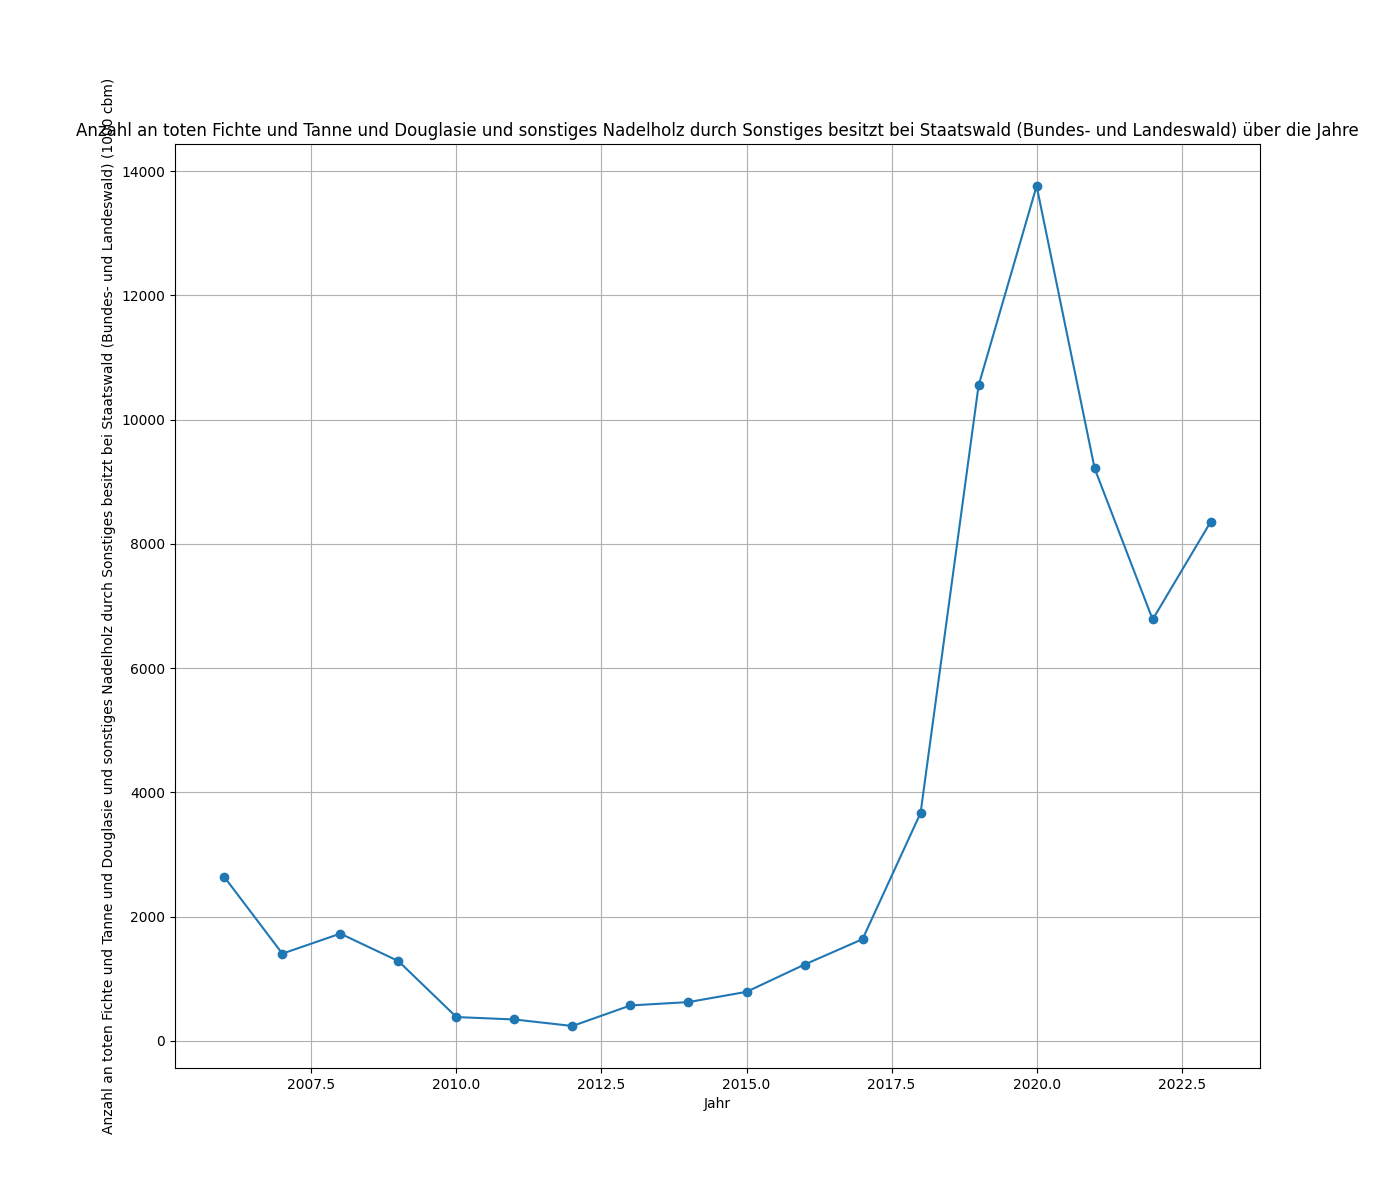 Anzahl an toten Fichte und Tanne und Douglasie und sonstiges Nadelholz durch Sonstiges besitzt bei Staatswald (Bundes- und Landeswald) über die Jahre
Anzahl an toten Fichte und Tanne und Douglasie und sonstiges Nadelholz durch Sonstiges besitzt bei Staatswald (Bundes- und Landeswald) (1000 cbm)
14000
12000
10000
8000
6000
4000
2000
0
2007.5 2010.0 2012.5 2015.0 2017.5 2020.0 2022.5
Jahr